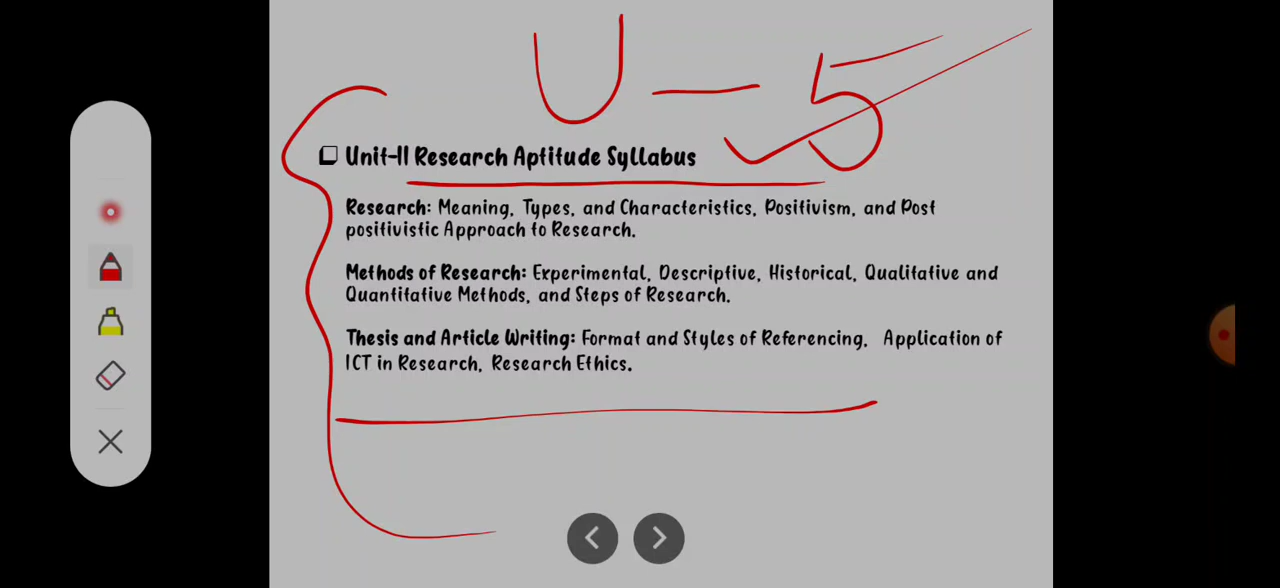 U - 5
Unit-II Research Aptitude Syllabus
Research: Meaning, Types, and Characteristics, Positivism, and Post
positivistic Approach to Research.
Methods of Research: Experimental, Descriptive, Historical, Qualitative and
Quantitative Methods, and Steps of Research.
Thesis and Article Writing: Format and Styles of Referencing, Application of
ICT in Research, Research Ethics.